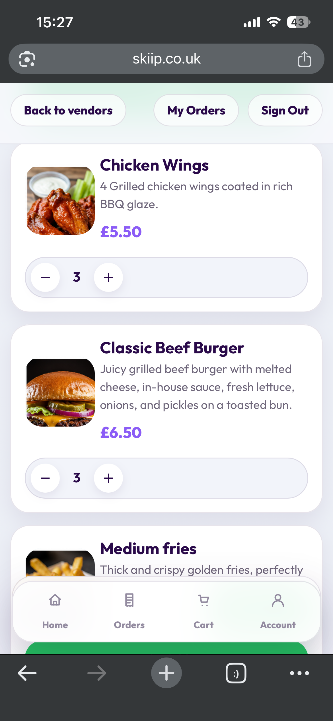 15:27
43
skiip.co.uk
Back to vendors
My Orders
Sign Out
Chicken Wings
4 Grilled chicken wings coated in rich
BBQ glaze.
£5.50
− 3 +
Classic Beef Burger
Juicy grilled beef burger with melted
cheese, in-house sauce, fresh lettuce,
onions, and pickles on a toasted bun.
£6.50
− 3 +
Medium fries
Thick and crispy golden fries, perfectly
Home
Orders
Cart
Account
:)